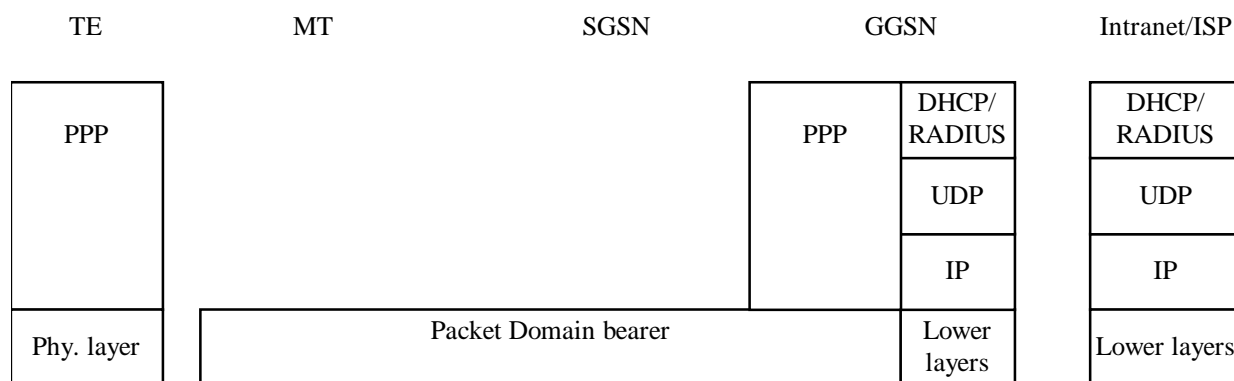 TE MT SGSN GGSN Intranet/ISP
PPP
PPP
DHCP/
RADIUS
UDP
IP
DHCP/
RADIUS
UDP
IP
Phy. layer
Packet Domain bearer
Lower
layers
Lower layers